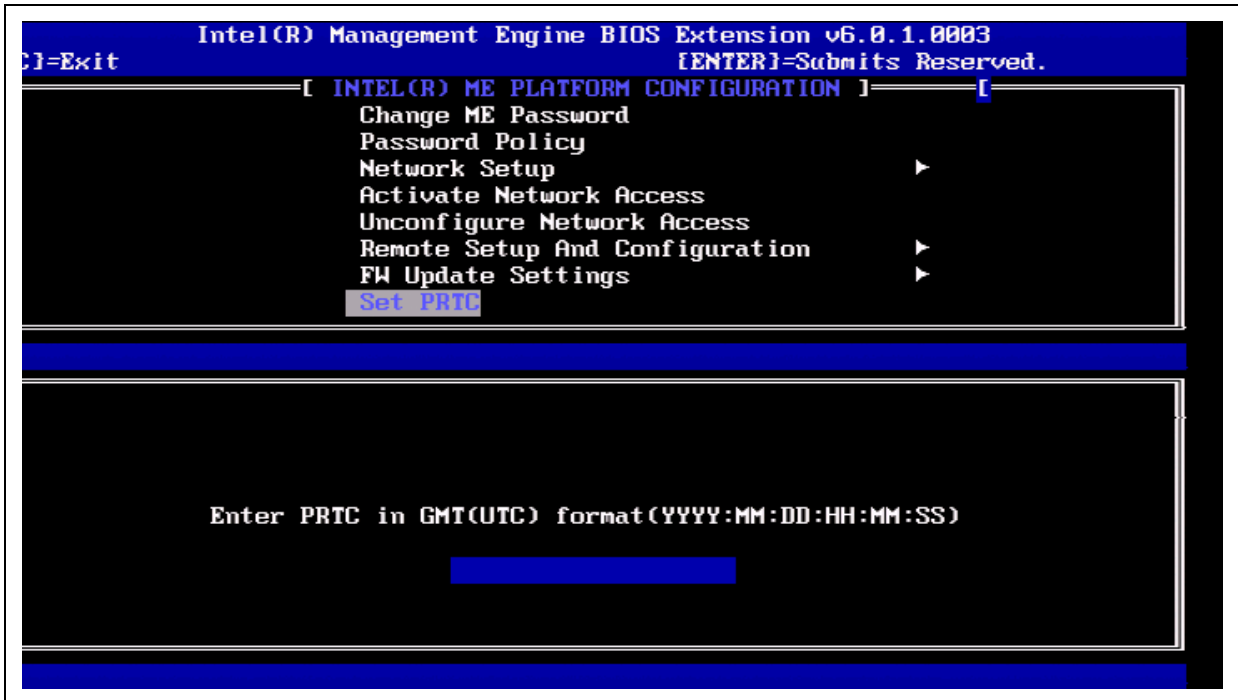 Intel(R) Management Engine BIOS Extension v6.0.1.0003
C]=Exit [ENTER]=Submits Reserved.
[ INTEL(R) ME PLATFORM CONFIGURATION ] [
Change ME Password
Password Policy
Network Setup ►
Activate Network Access
Unconfigure Network Access
Remote Setup And Configuration ►
FW Update Settings ►
Set PRTC
Enter PRTC in GMT(UTC) format(YYYY:MM:DD:HH:MM:SS)